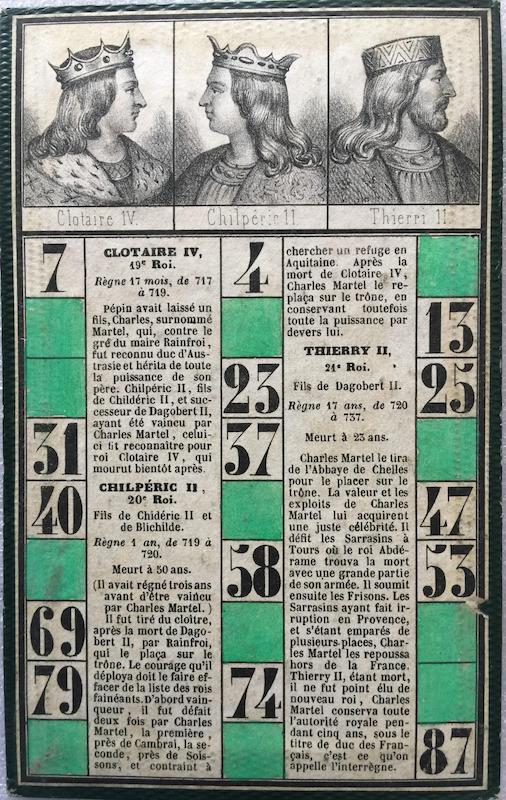 Clotaire IV.
Chilpéric II
Thierri II
7
31
40
69
79
CLOTAIRE IV,
19e Roi.
Règne 17 mois, de 717
à 719.
Pépin avait laissé un
fils, Charles, surnommé
Martel, qui, contre le
gré du maire Rainfroi,
fut reconnu duc d'Aus-
trasie et hérita de toute
la puissance de son
père. Chilpéric II, fils
de Childéric II, et suc-
cesseur de Dagobert II,
ayant été vaincu par
Charles Martel, celui-
ci fit reconnaître pour
roi Clotaire IV, qui
mourut bientôt après.
CHILPÉRIC II,
20e Roi.
Fils de Chidéric II et
de Blichilde.
Règne 1 an, de 719 à
720.
Meurt à 50 ans.
(Il avait régné trois ans
avant d'être vaincu
par Charles Martel.)
Il fut tiré du cloître,
après la mort de Dago-
bert II, par Rainfroi,
qui le plaça sur le
trône. Le courage qu'il
déploya doit le faire ef-
facer de la liste des rois
fainéants. D'abord vain-
queur, il fut défait
deux fois par Charles
Martel, la première,
près de Cambrai, la se-
conde, près de Sois-
sons, et contraint à
4
23
37
58
74
chercher un refuge en
Aquitaine. Après la
mort de Clotaire IV,
Charles Martel le re-
plaça sur le trône, en
conservant toutefois
toute la puissance par
devers lui.
THIERRY II,
21e Roi.
Fils de Dagobert II.
Règne 17 ans, de 720
à 737.
Meurt à 23 ans.
Charles Martel le tira
de l'Abbaye de Chelles
pour le placer sur le
trône. La valeur et les
exploits de Charles
Martel lui acquirent
une juste célébrité. Il
défit les Sarrasins à
Tours où le roi Abdé-
rame trouva la mort
avec une grande partie
de son armée. Il soumit
ensuite les Frisons. Les
Sarrasins ayant fait ir-
ruption en Provence,
et s'étant emparés de
plusieurs places, Char-
les Martel les repoussa
hors de la France.
Thierry II, étant mort,
il ne fut point élu de
nouveau roi, Charles
Martel conserva toute
l'autorité royale pen-
dant cinq ans, sous le
titre de duc des Fran-
çais, c'est ce qu'on
appelle l'interrègne.
13
25
47
53
87